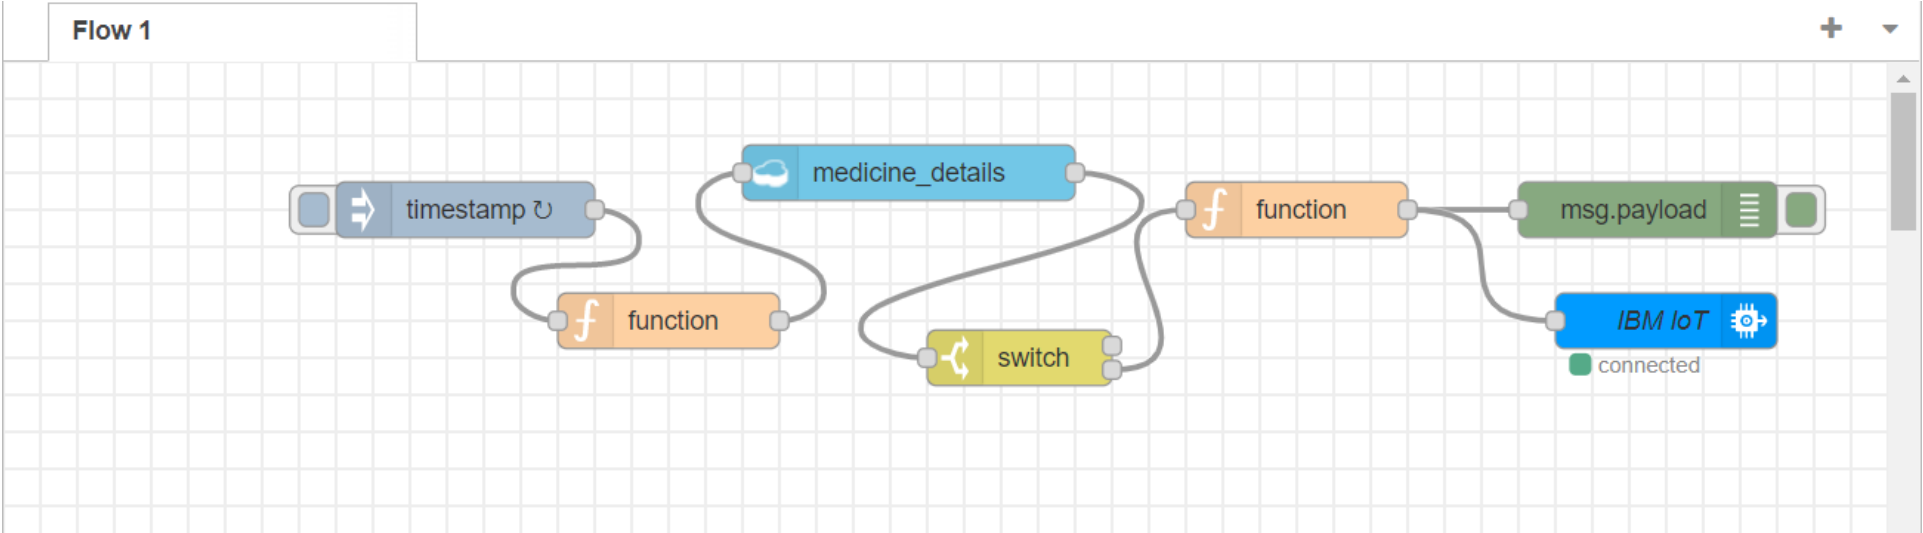 Flow 1
medicine_details
timestamp ↻
function
msg.payload
function
IBM IoT
switch
connected